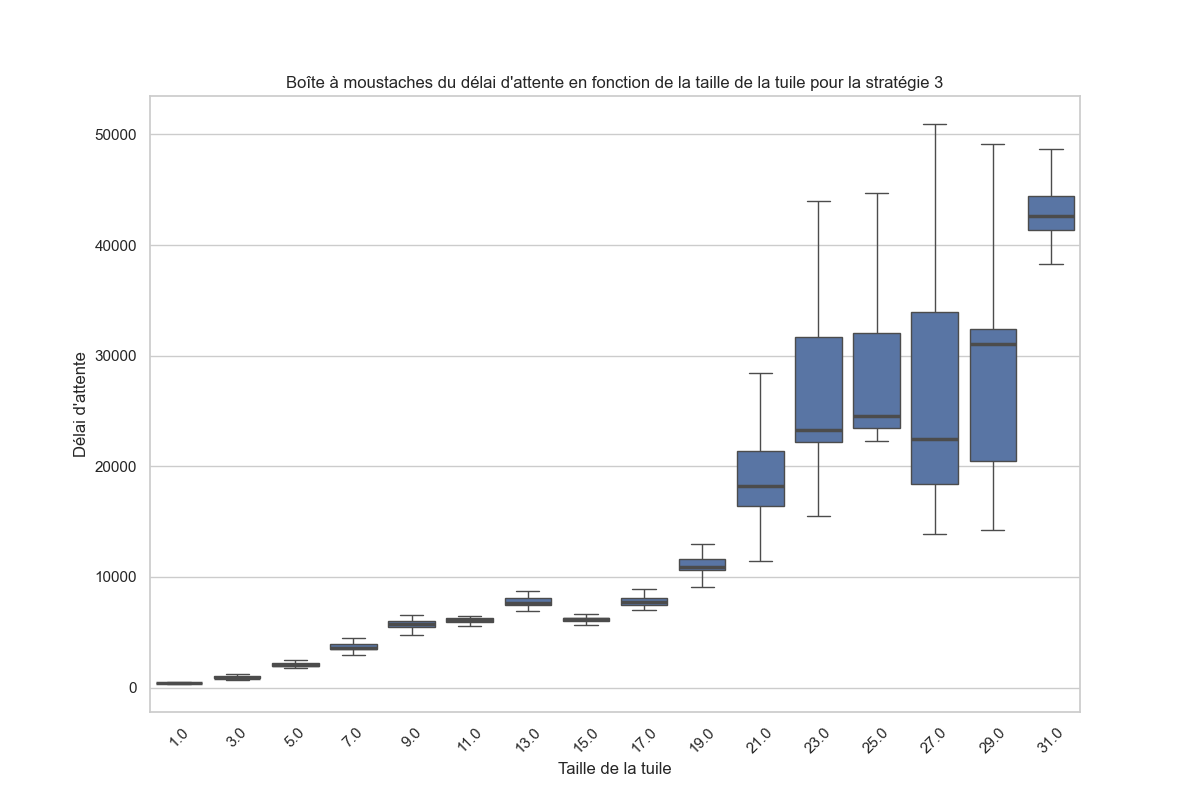 Boîte à moustaches du délai d'attente en fonction de la taille de la tuile pour la stratégie 3
50000
40000
30000
20000
10000
0
Délai d'attente
1.0 3.0 5.0 7.0 9.0 11.0 13.0 15.0 17.0 19.0 21.0 23.0 25.0 27.0 29.0 31.0
Taille de la tuile